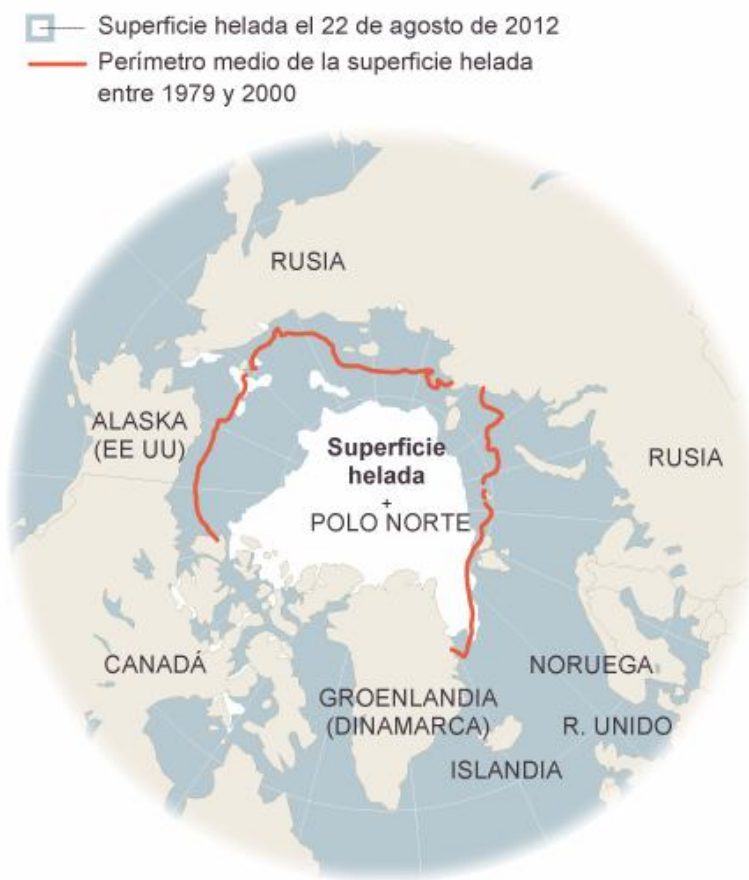 Superficie helada el 22 de agosto de 2012
Perímetro medio de la superficie helada
entre 1979 y 2000
RUSIA
ALASKA
(EE UU)
Superficie
helada
+
POLO NORTE
RUSIA
CANADÁ
GROENLANDIA
(DINAMARCA)
NORUEGA
R. UNIDO
ISLANDIA